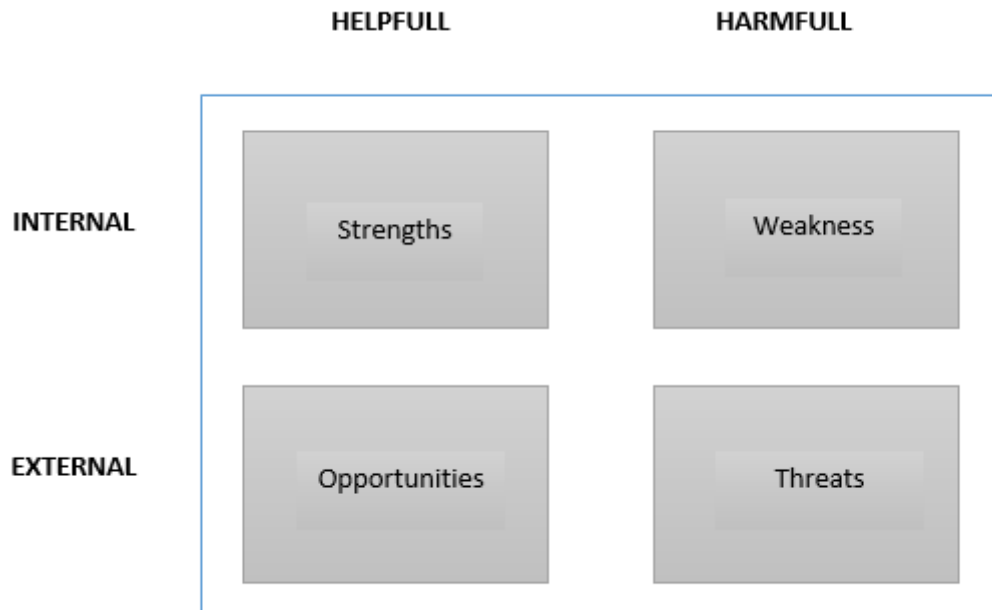 HELPFULL HARMFULL
INTERNAL Strengths Weakness
EXTERNAL Opportunities Threats